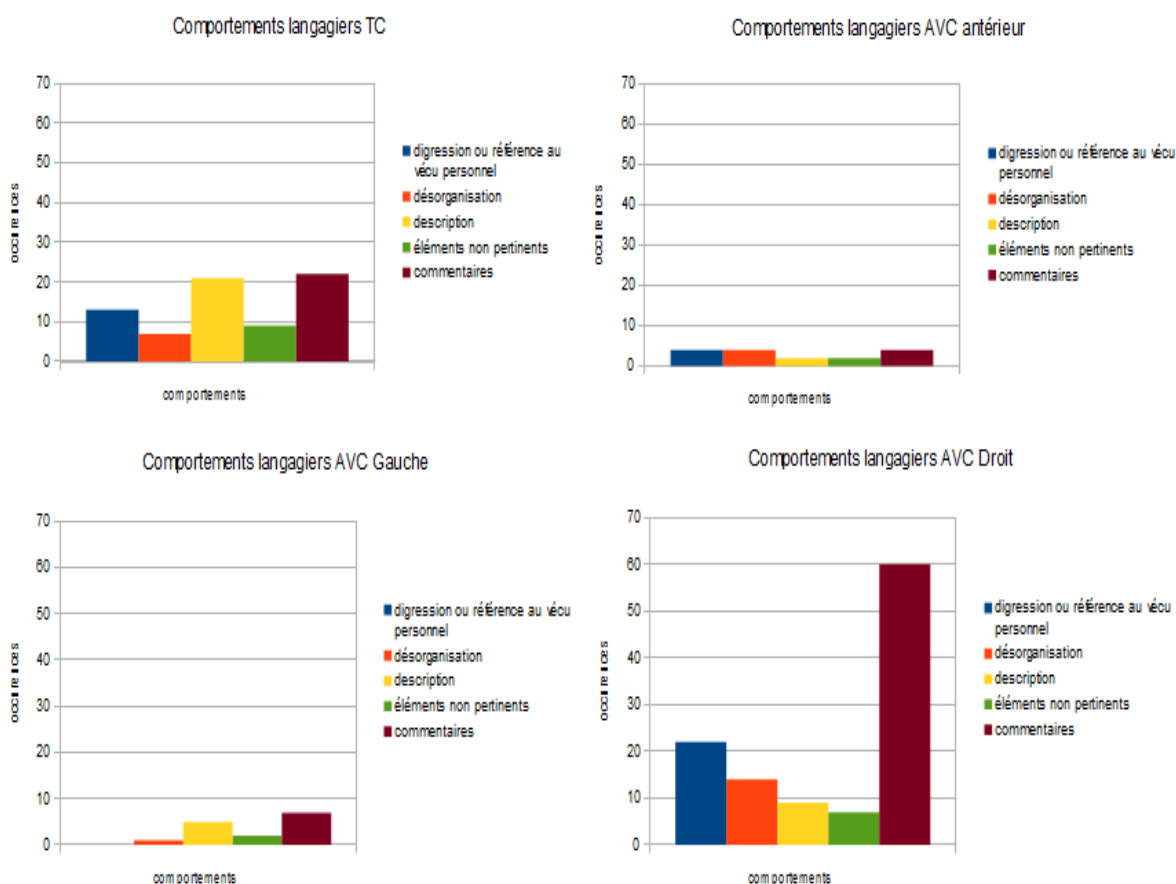 Comportements langagiers TC
70
60
50
40
30
20
10
0
occurrences
comportements
digression ou référence au
vécu personnel
désorganisation
description
éléments non pertinents
commentaires
Comportements langagiers AVC antérieur
70
60
50
40
30
20
10
0
occurrences
comportements
digression ou référence au vécu
personnel
désorganisation
description
éléments non pertinents
commentaires
Comportements langagiers AVC Gauche
70
60
50
40
30
20
10
0
occurrences
comportements
digression ou référence au vécu
personnel
désorganisation
description
éléments non pertinents
commentaires
Comportements langagiers AVC Droit
70
60
50
40
30
20
10
0
occurrences
comportements
digression ou référence au vécu
personnel
désorganisation
description
éléments non pertinents
commentaires